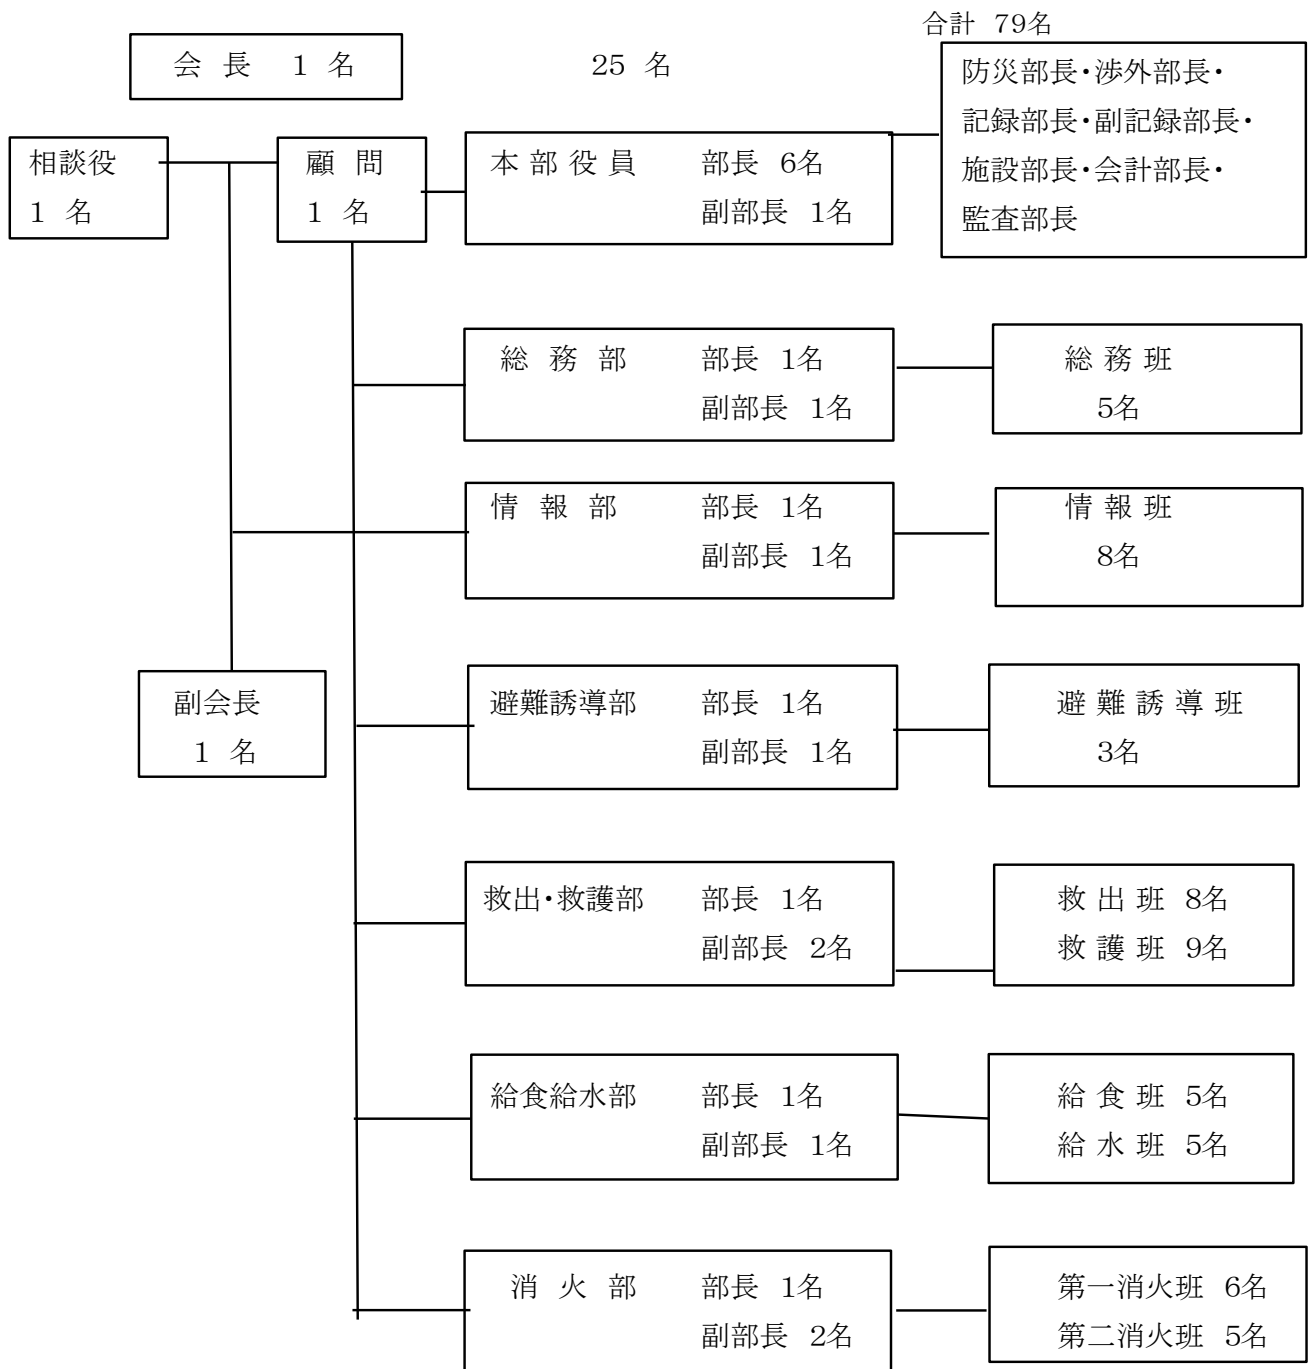 合計 79名
会 長 1 名
25 名
防災部長・渉外部長・
記録部長・副記録部長・
施設部長・会計部長・
監査部長
相談役
1 名
顧 問
1 名
本 部 役 員 部長 6名
副部長 1名
総 務 部 部長 1名
副部長 1名
総 務 班
5名
情 報 部 部長 1名
副部長 1名
情 報 班
8名
副会長
1 名
避難誘導部 部長 1名
副部長 1名
避 難 誘 導 班
3名
救出・救護部 部長 1名
副部長 2名
救 出 班 8名
救 護 班 9名
給食給水部 部長 1名
副部長 1名
給 食 班 5名
給 水 班 5名
消 火 部 部長 1名
副部長 2名
第一消火班 6名
第二消火班 5名